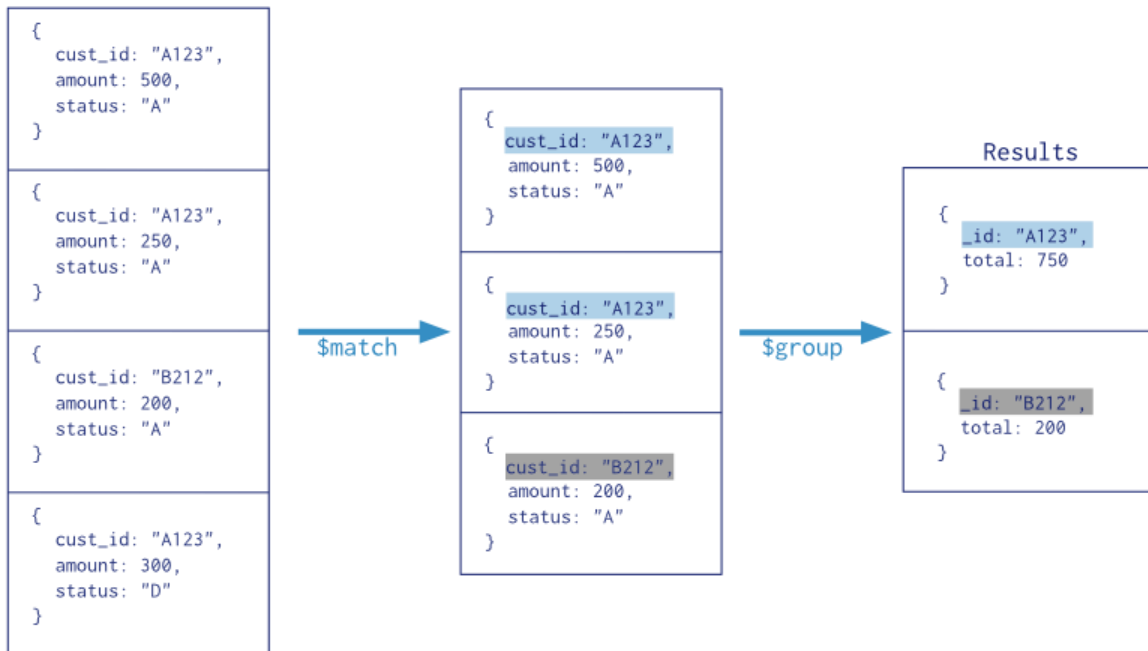 {
cust_id: "A123",
amount: 500,
status: "A"
}
{
cust_id: "A123",
amount: 250,
status: "A"
}
{
cust_id: "B212",
amount: 200,
status: "A"
}
{
cust_id: "A123",
amount: 300,
status: "D"
}
$match
{
cust_id: "A123",
amount: 500,
status: "A"
}
{
cust_id: "A123",
amount: 250,
status: "A"
}
{
cust_id: "B212",
amount: 200,
status: "A"
}
$group
Results
{
_id: "A123",
total: 750
}
{
_id: "B212",
total: 200
}